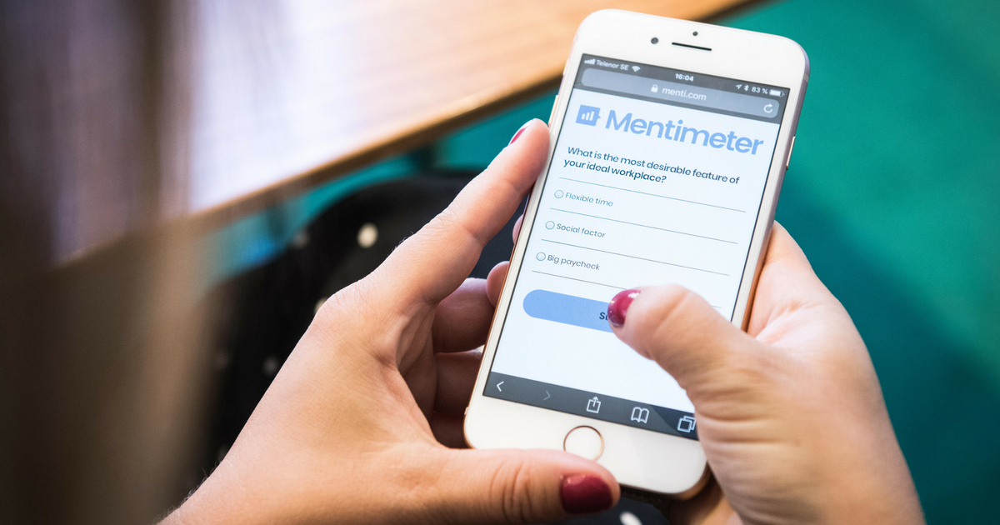 Telenor SE 16:04 83 %
menti.com
Mentimeter
What is the most desirable feature of
your ideal workplace?
Flexible time
Social factor
Big paycheck